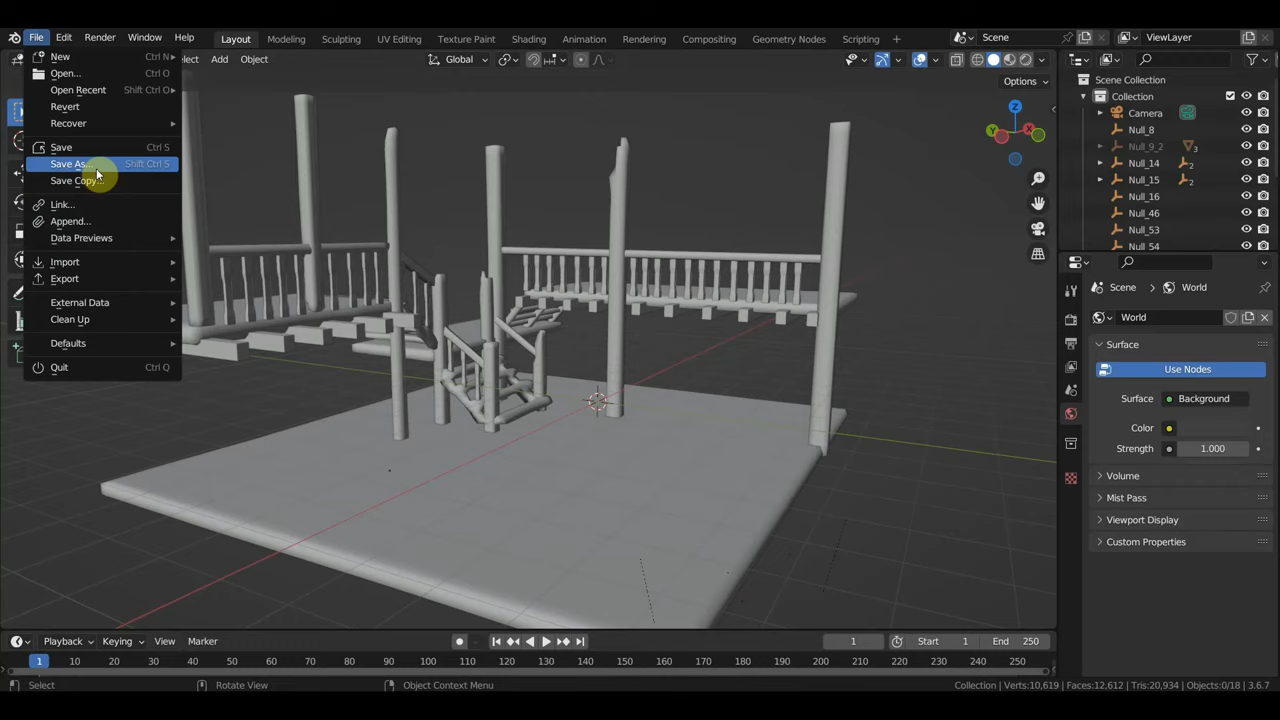 File Edit Render Window Help Layout Modeling Sculpting UV Editing Texture Paint Shading Animation Rendering Compositing Geometry Nodes Scripting Scene ViewLayer
Add Object Global
Options
New Ctrl N
Open... Ctrl O
Open Recent Shift Ctrl O
Revert
Recover
Save Ctrl S
Save As... Shift Ctrl S
Save Copy...
Link...
Append...
Data Previews
Import
Export
External Data
Clean Up
Defaults
Quit Ctrl Q
Z
Y
X
Scene Collection
Collection
Camera
Null_8
Null_9_2 3
Null_14 2
Null_15 2
Null_16
Null_46
Null_53
Null_54
Scene World
World
Surface
Use Nodes
Surface Background
Color
Strength 1.000
Volume
Mist Pass
Viewport Display
Custom Properties
Playback Keying View Marker 1 Start 1 End 250
1 10 20 30 40 50 60 70 80 90 100 110 120 130 140 150 160 170 180 190 200 210 220 230 240 250
Select Rotate View Object Context Menu Collection | Verts:10,619 | Faces:12,612 | Tris:20,934 | Objects:0/18 | 3.6.7